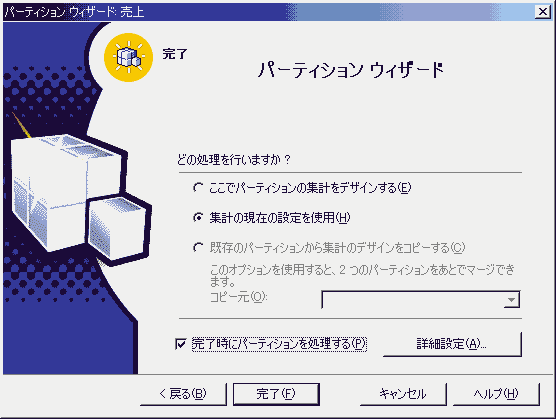 パーティション ウィザード: 売上
完了
パーティション ウィザード
どの処理を行いますか?
ここでパーティションの集計をデザインする(E)
集計の現在の設定を使用(H)
既存のパーティションから集計のデザインをコピーする(C)
このオプションを使用すると、2 つのパーティションをあとでマージでき
ます。
コピー元(O):
完了時にパーティションを処理する(P)
詳細設定(A)...
< 戻る(B)
完了(F)
キャンセル
ヘルプ(H)